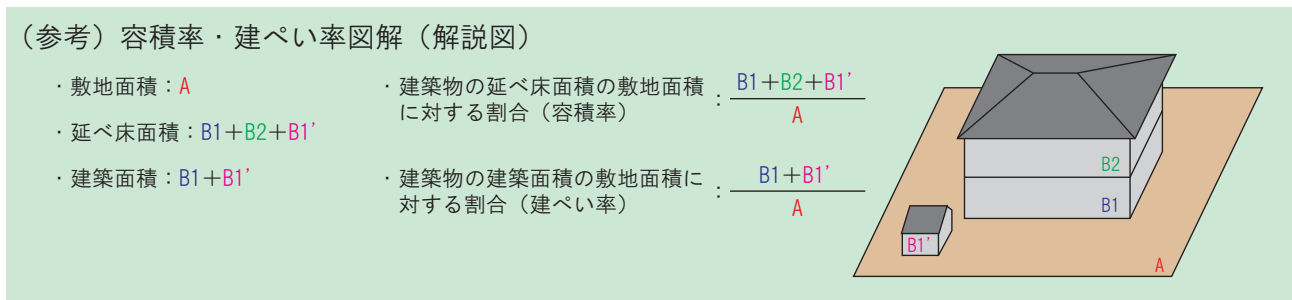 （参考）容積率・建ぺい率図解（解説図）
・敷地面積：A
・延べ床面積：B1＋B2＋B1’
・建築面積：B1＋B1’
・建築物の延べ床面積の敷地面積
に対する割合（容積率）
：
B1＋B2＋B1’
A
・建築物の建築面積の敷地面積に
対する割合（建ぺい率）
：
B1＋B1’
A
B2
B1
B1’
A